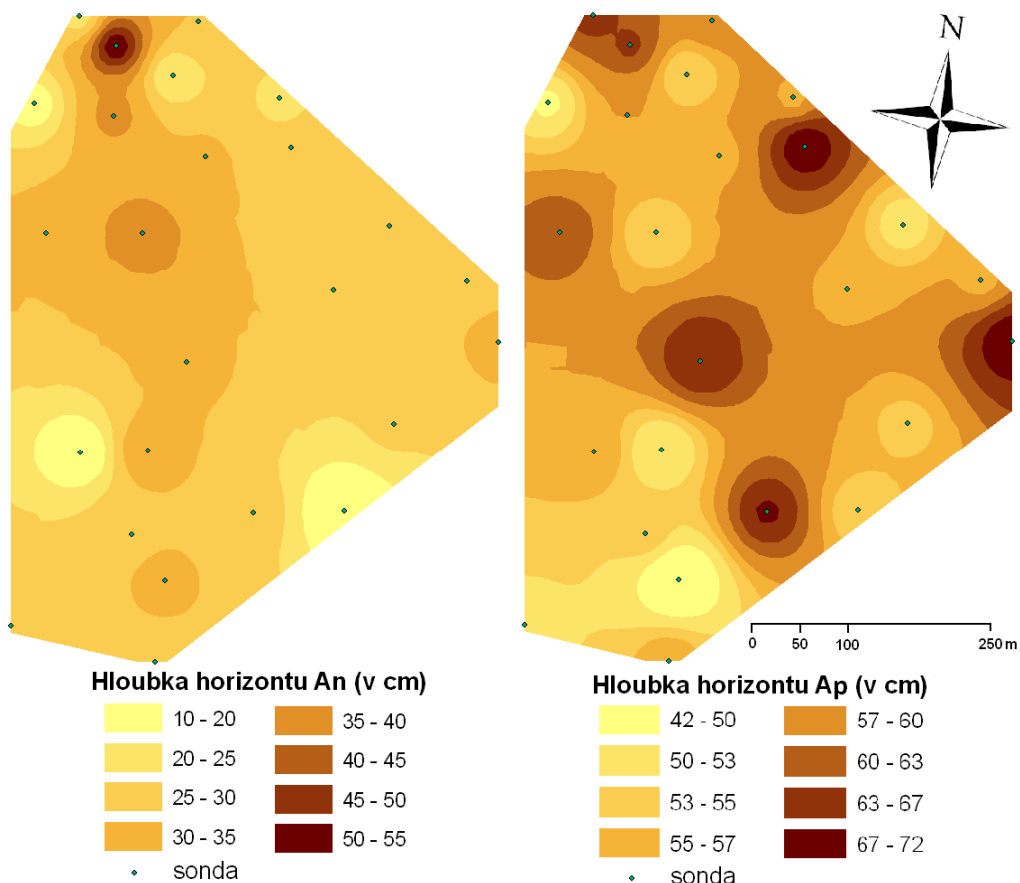 N
0 50 100 250 m
Hloubka horizontu An (v cm)
10 - 20 35 - 40
20 - 25 40 - 45
25 - 30 45 - 50
30 - 35 50 - 55
sonda
Hloubka horizontu Ap (v cm)
42 - 50 57 - 60
50 - 53 60 - 63
53 - 55 63 - 67
55 - 57 67 - 72
sonda